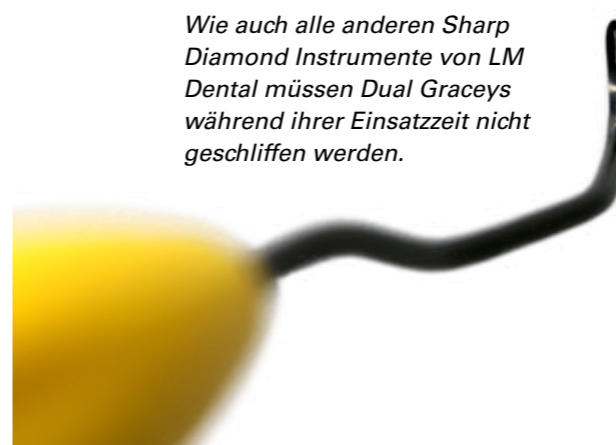 Wie auch alle anderen Sharp
Diamond Instrumente von LM
Dental müssen Dual Graceys
während ihrer Einsatzzeit nicht
geschliffen werden.